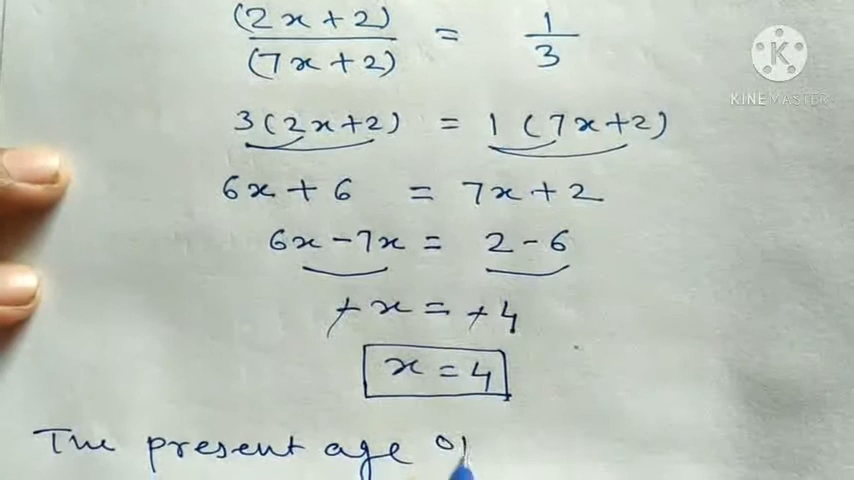 (2x+2)/(7x+2) = 1/3
KINEMASTER
3(2x+2) = 1(7x+2)
6x+6 = 7x+2
6x-7x = 2-6
+x = +4
x = 4
The present age